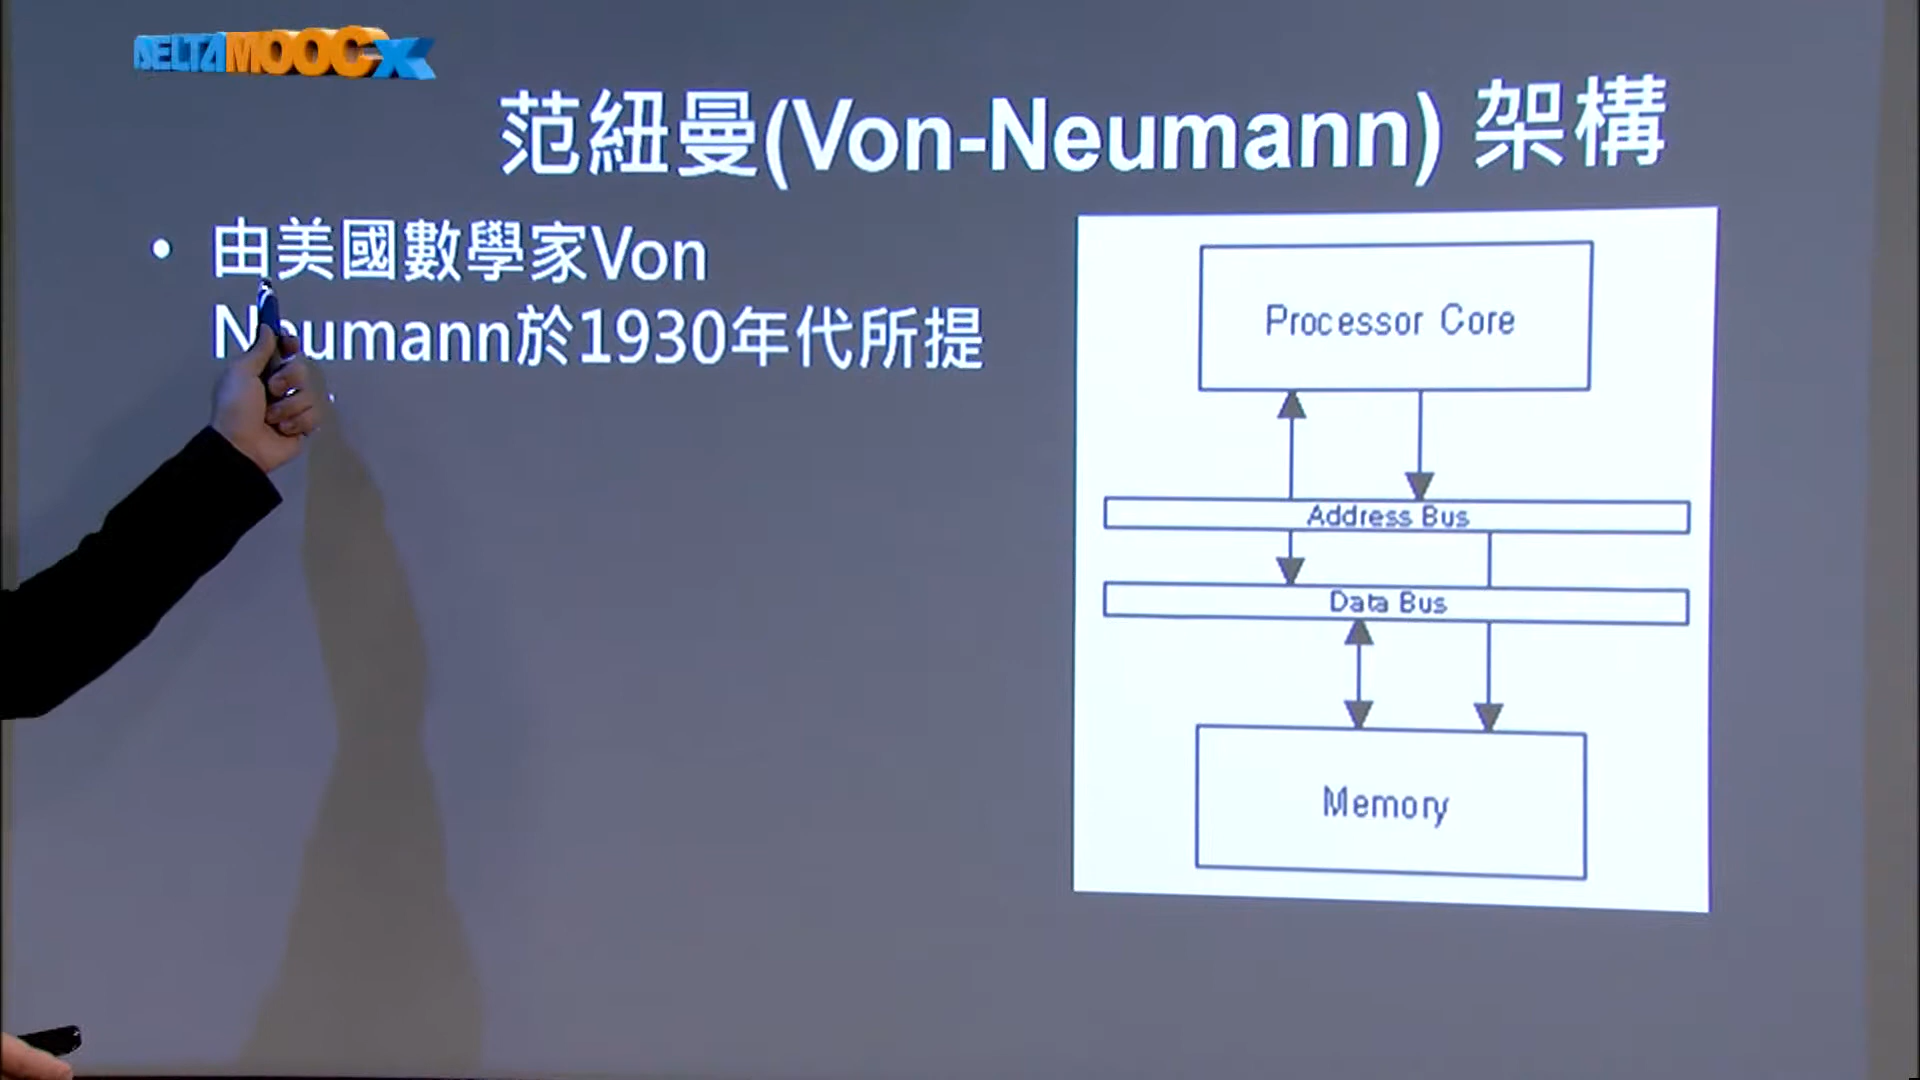 DELTAMOOCX
范紐曼(Von-Neumann) 架構
• 由美國數學家Von
Neumann於1930年代所提
Processor Core
Address Bus
Data Bus
Memory